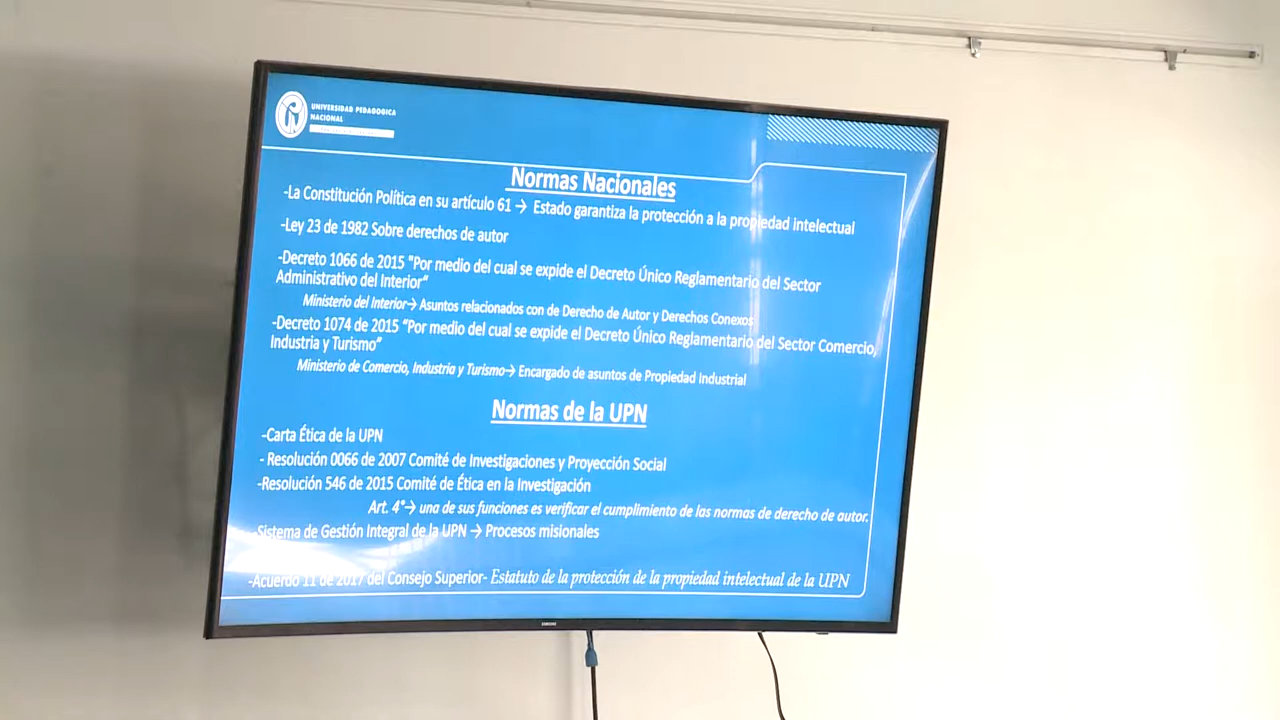 UNIVERSIDAD PEDAGOGICA
NACIONAL
Normas Nacionales
-La Constitución Política en su artículo 61 → Estado garantiza la protección a la propiedad intelectual
-Ley 23 de 1982 Sobre derechos de autor
-Decreto 1066 de 2015 "Por medio del cual se expide el Decreto Único Reglamentario del Sector
Administrativo del Interior"
Ministerio del Interior→ Asuntos relacionados con de Derecho de Autor y Derechos Conexos
-Decreto 1074 de 2015 "Por medio del cual se expide el Decreto Único Reglamentario del Sector Comercio,
Industria y Turismo"
Ministerio de Comercio, Industria y Turismo→ Encargado de asuntos de Propiedad Industrial
Normas de la UPN
-Carta Ética de la UPN
- Resolución 0066 de 2007 Comité de Investigaciones y Proyección Social
-Resolución 546 de 2015 Comité de Ética en la Investigación
Art. 4°→ una de sus funciones es verificar el cumplimiento de las normas de derecho de autor.
-Sistema de Gestión Integral de la UPN → Procesos misionales
-Acuerdo 11 de 2017 del Consejo Superior- Estatuto de la protección de la propiedad intelectual de la UPN
SAMSUNG